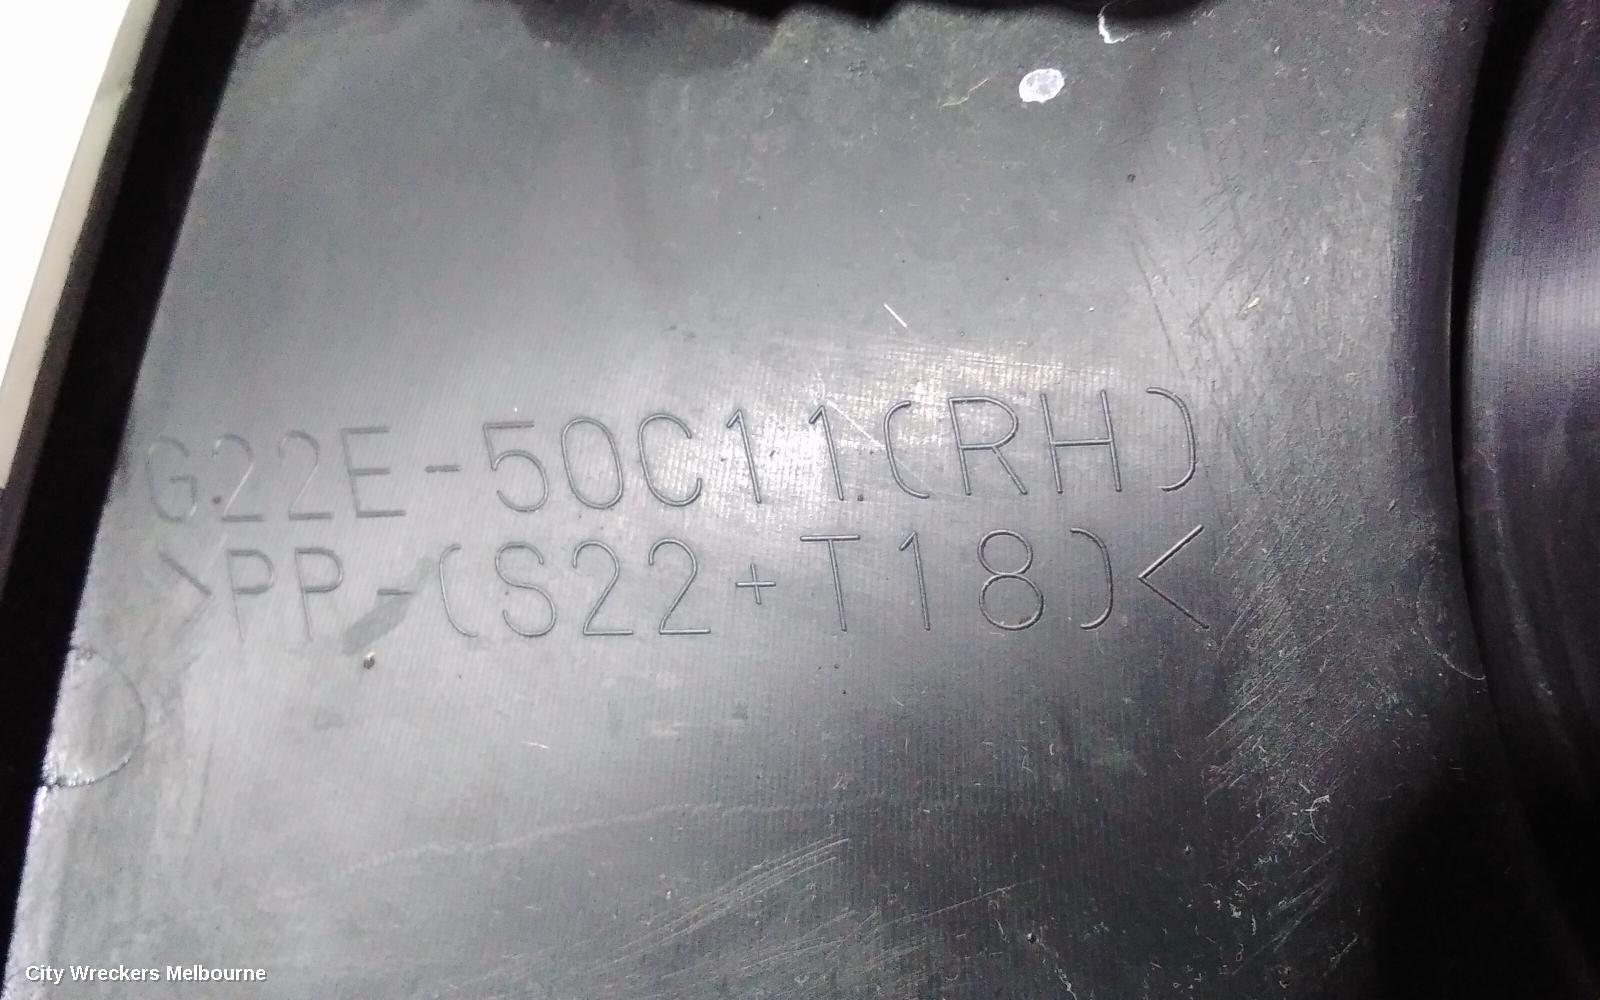 G22E-50C11(RH)
>PP-(S22+T18)<
City Wreckers Melbourne